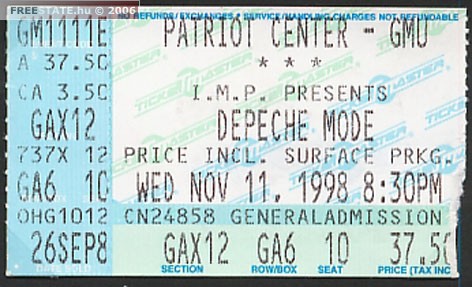 FREE STATE.hu © 2006
NO REFUNDS/EXCHANGES SERVICE/HANDLING CHARGES NOT REFUNDABLE
GM1111E PATRIOT CENTER - GMU
A 37.50 ***
CA 3.50 I.M.P. PRESENTS
GAX12 DEPECHE MODE
737X 12 PRICE INCL. SURFACE PRKG.
GA6 10 WED NOV 11, 1998 8:30PM
OHG1012 CN24858 GENERALADMISSION
26SEP8 GAX12 GA6 10 37.50
SECTION ROW/BOX SEAT PRICE (TAX INC